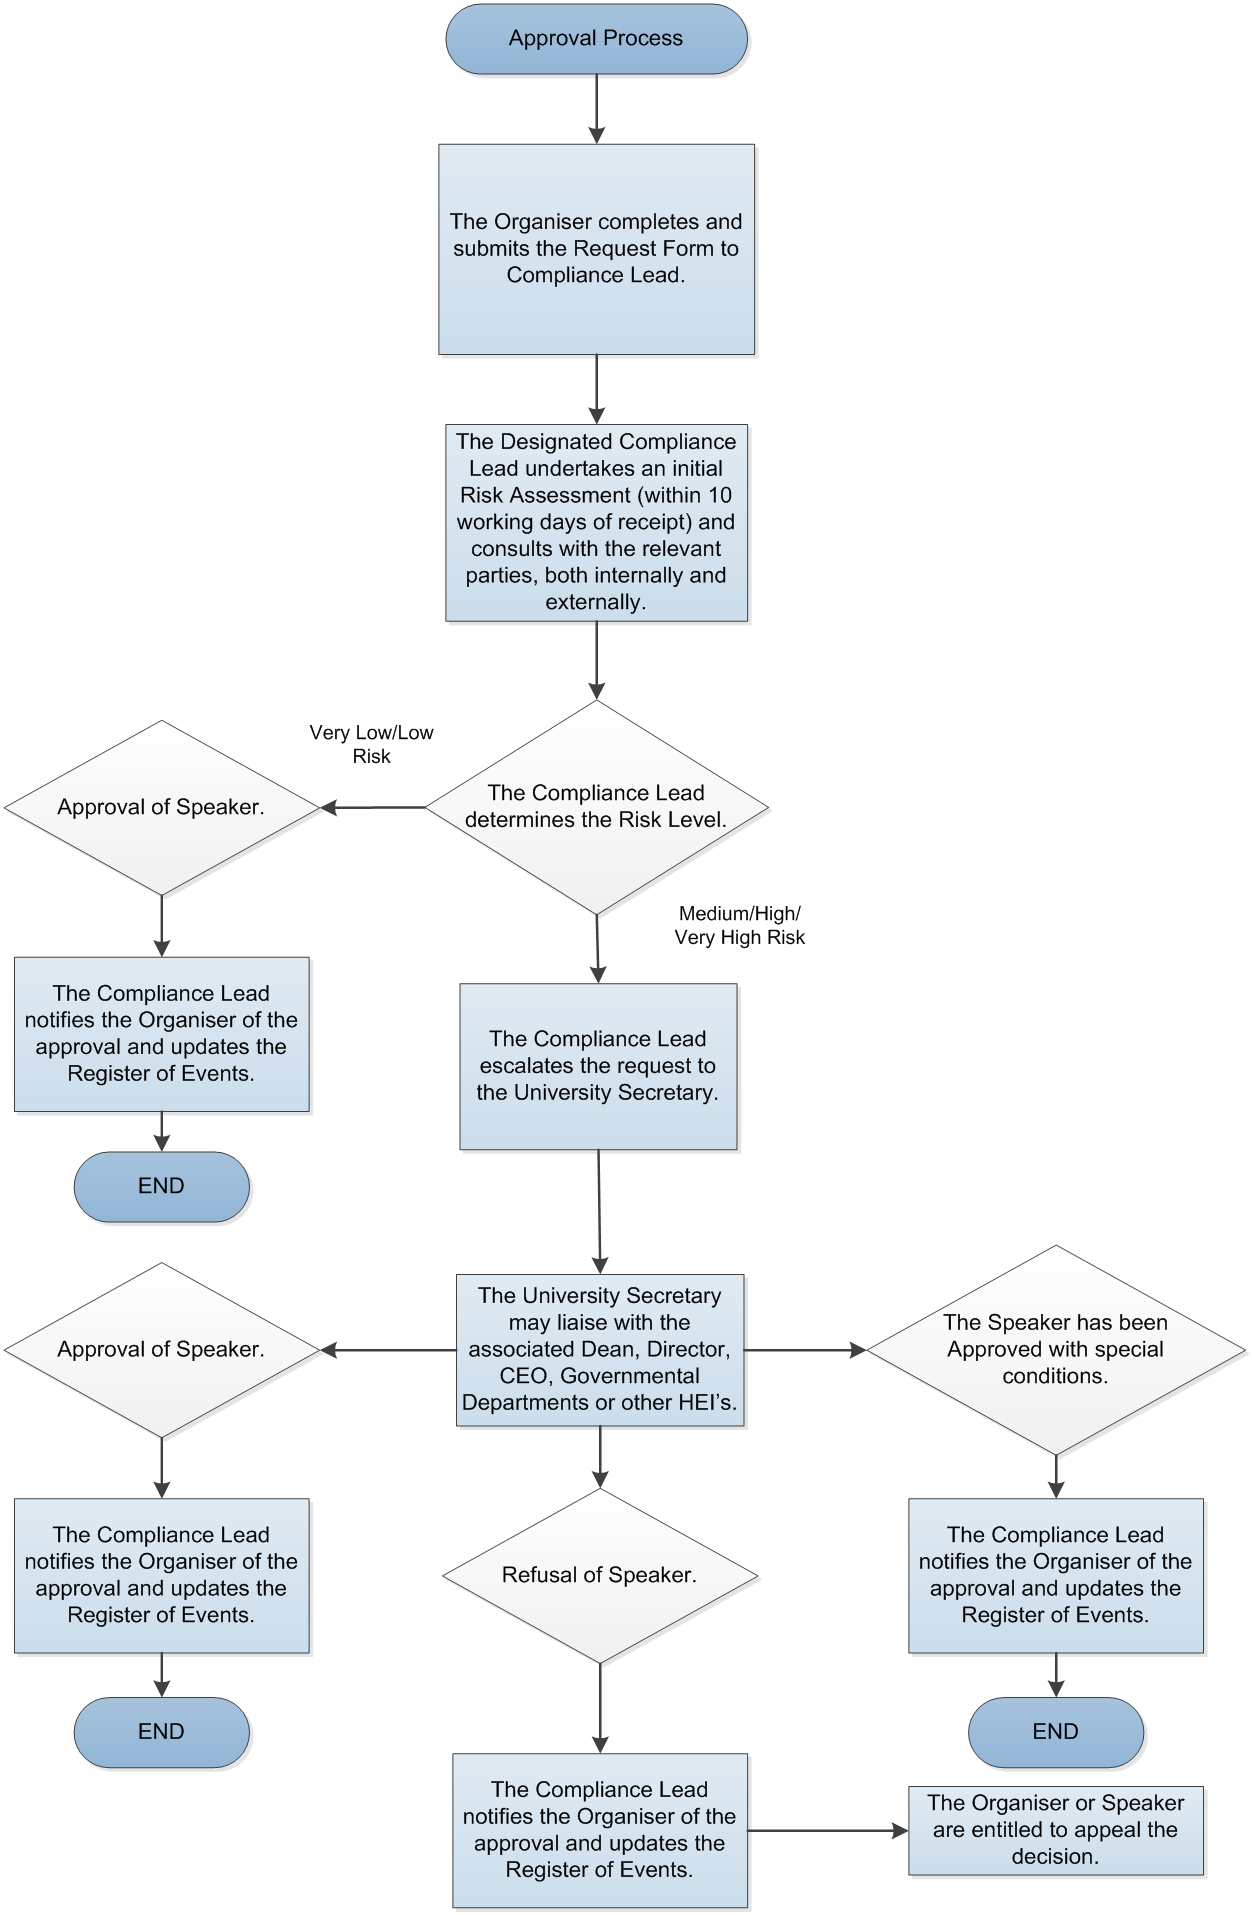 Approval Process
The Organiser completes and
submits the Request Form to
Compliance Lead.
The Designated Compliance
Lead undertakes an initial
Risk Assessment (within 10
working days of receipt) and
consults with the relevant
parties, both internally and
externally.
Very Low/Low
Risk
Approval of Speaker.
The Compliance Lead
determines the Risk Level.
Medium/High/
Very High Risk
The Compliance Lead
notifies the Organiser of the
approval and updates the
Register of Events.
The Compliance Lead
escalates the request to
the University Secretary.
END
Approval of Speaker.
The University Secretary
may liaise with the
associated Dean, Director,
CEO, Governmental
Departments or other HEI’s.
The Speaker has been
Approved with special
conditions.
The Compliance Lead
notifies the Organiser of the
approval and updates the
Register of Events.
Refusal of Speaker.
The Compliance Lead
notifies the Organiser of the
approval and updates the
Register of Events.
END
END
The Compliance Lead
notifies the Organiser of the
approval and updates the
Register of Events.
The Organiser or Speaker
are entitled to appeal the
decision.